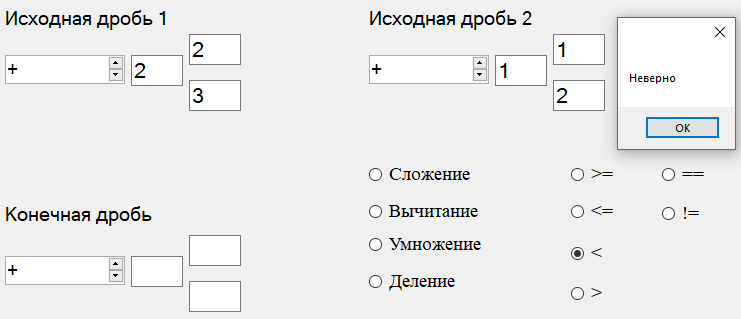 Исходная дробь 1
+
2
2
3
Исходная дробь 2
+
1
1
2
Неверно
OK
Сложение
Вычитание
Умножение
Деление
>=
<=
<
>
==
!=
Конечная дробь
+